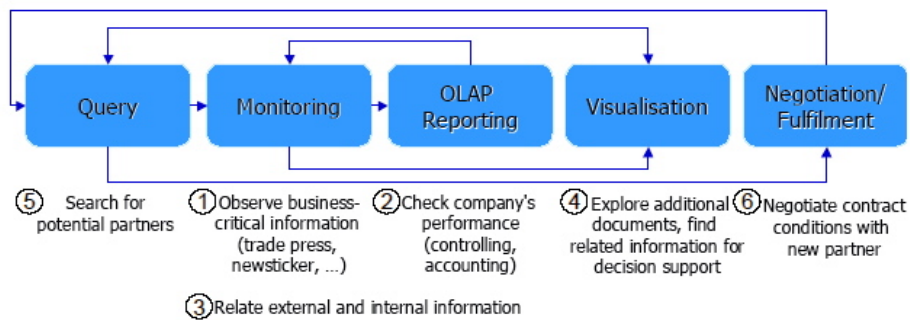 Query
Monitoring
OLAP
Reporting
Visualisation
Negotiation/
Fulfilment
5 Search for
potential partners
1 Observe business-
critical information
(trade press,
newsticker, ...)
2 Check company's
performance
(controlling,
accounting)
4 Explore additional
documents, find
related information for
decision support
6 Negotiate contract
conditions with
new partner
3 Relate external and internal information